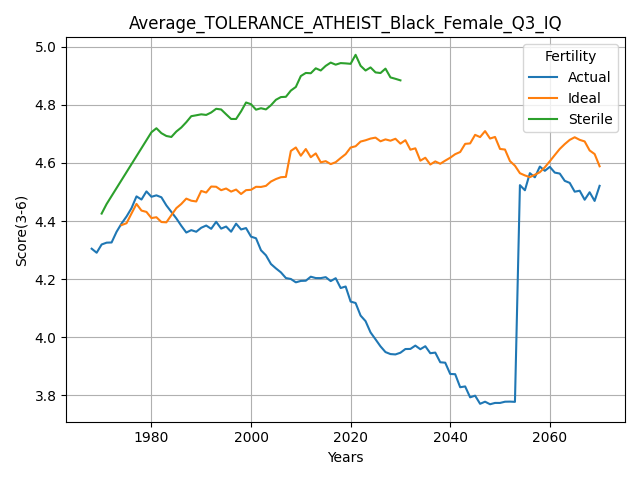 Average_TOLERANCE_ATHEIST_Black_Female_Q3_IQ
Fertility
Actual
Ideal
Sterile
Score(3-6)
5.0
4.8
4.6
4.4
4.2
4.0
3.8
1980 2000 2020 2040 2060
Years